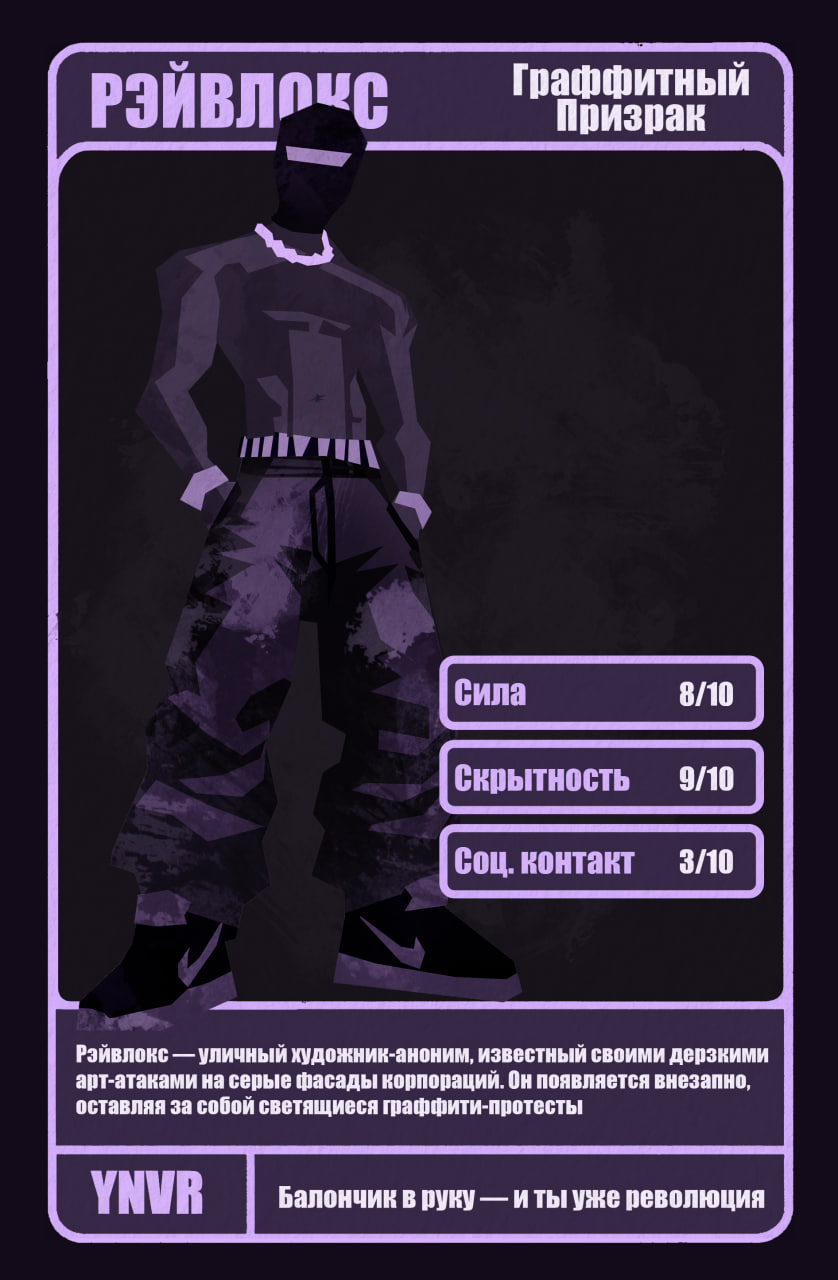 РЭЙВЛОКС
Граффитный
Призрак
Сила 8/10
Скрытность 9/10
Соц. контакт 3/10
Рэйвлокс — уличный художник-аноним, известный своими дерзкими
арт-атаками на серые фасады корпораций. Он появляется внезапно,
оставляя за собой светящиеся граффити-протесты
YNVR
Балончик в руку — и ты уже революция